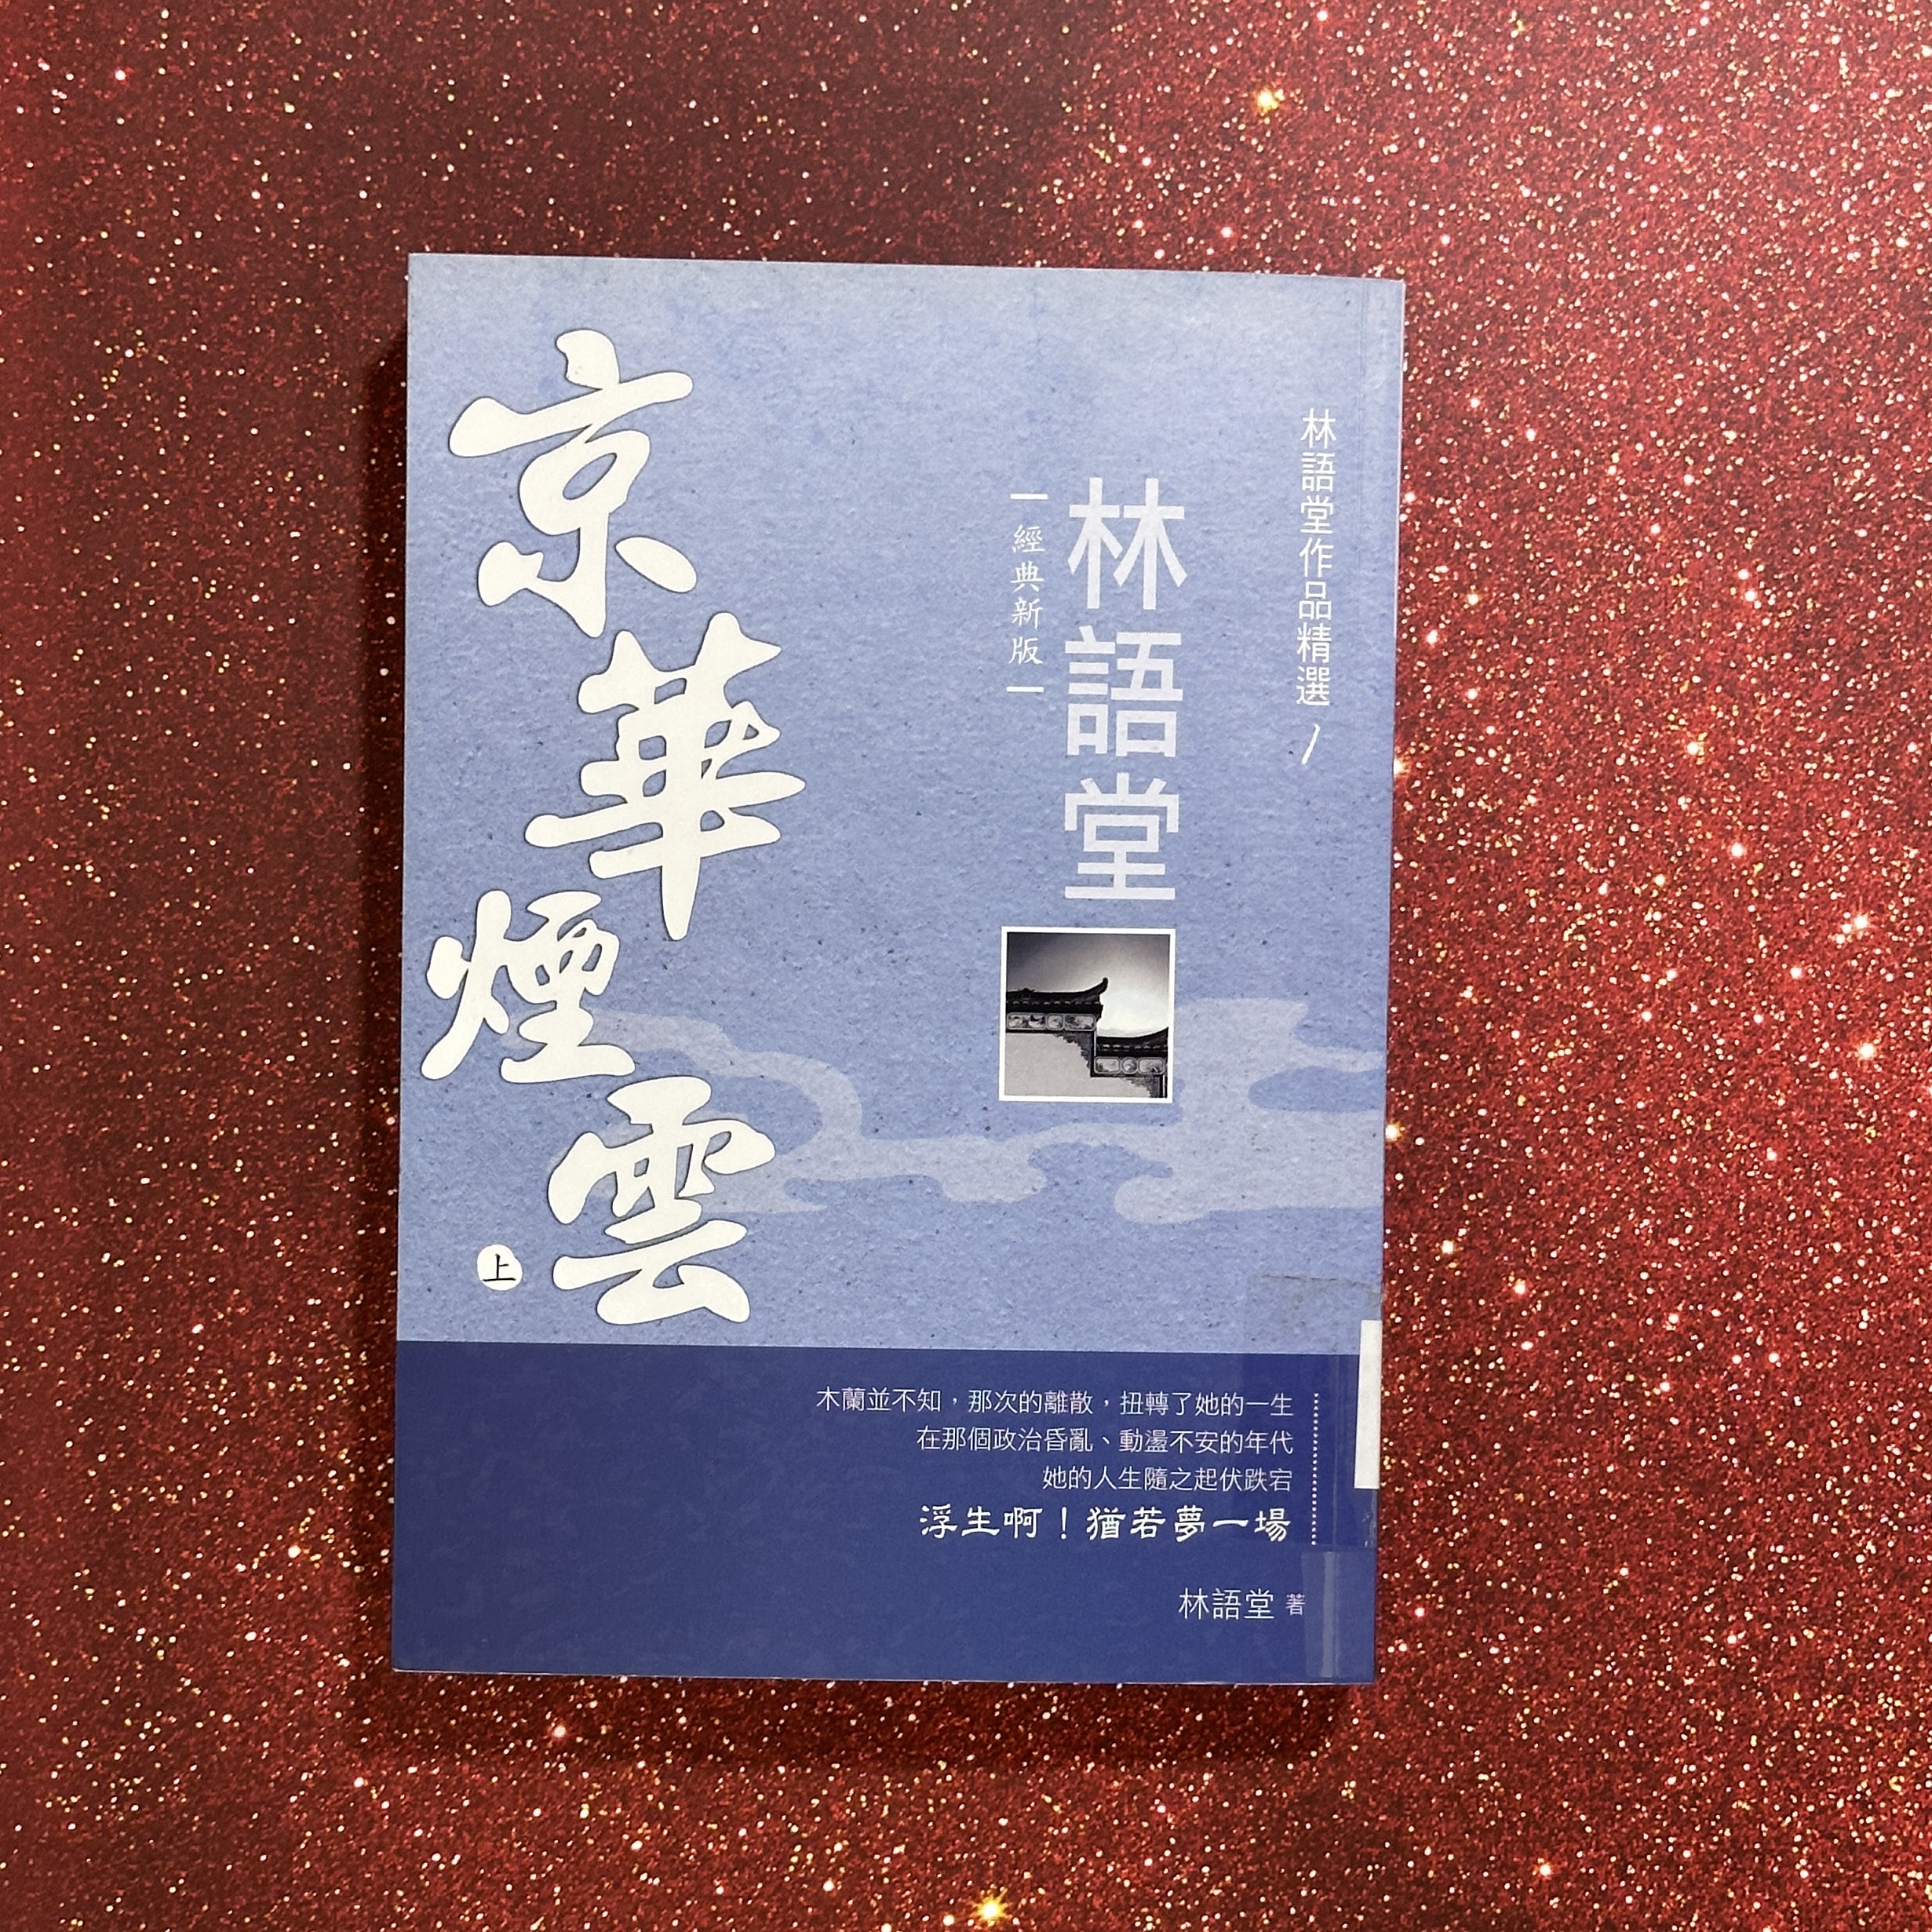 林語堂作品精選 1
林語堂
經典新版
京華煙雲
上
木蘭並不知，那次的離散，扭轉了她的一生
在那個政治昏亂、動盪不安的年代
她的人生隨之起伏跌宕
浮生啊！猶若夢一場
林語堂 著